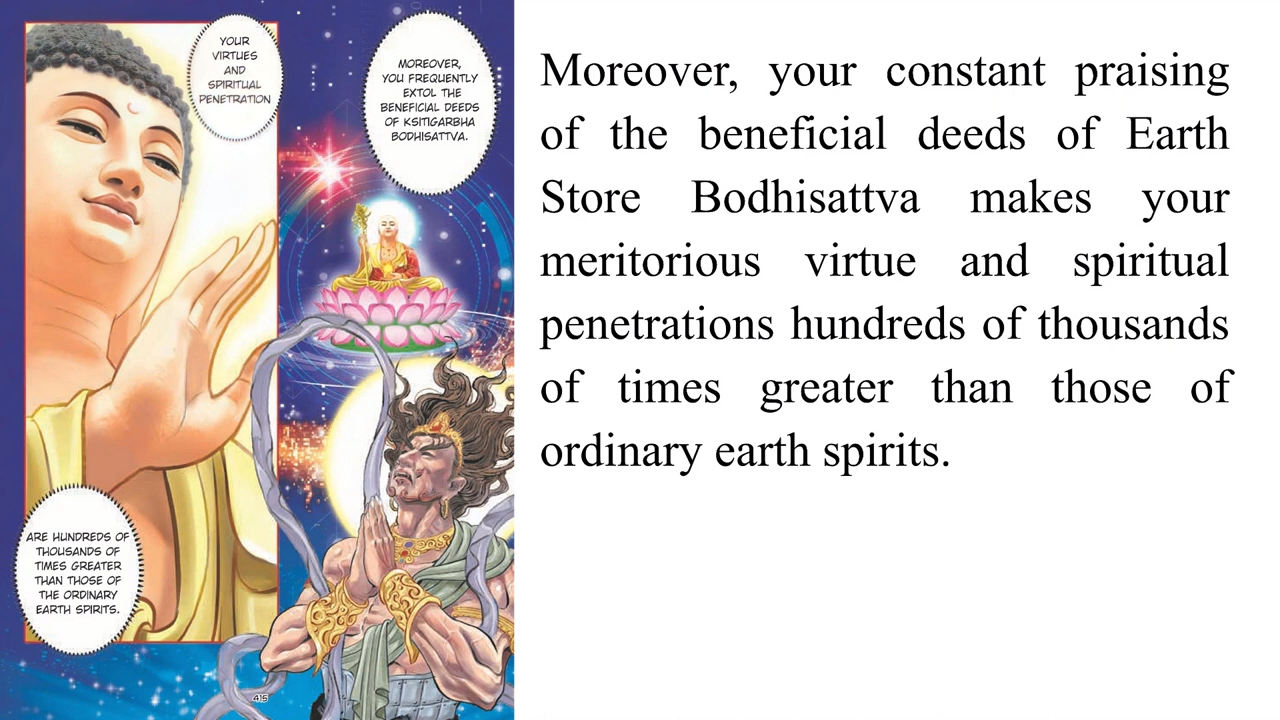 MOREOVER,
YOU FREQUENTLY
EXTOL THE
BENEFICIAL DEEDS
OF KSITIGARBHA
BODHISATTVA.
YOUR
VIRTUES
AND
SPIRITUAL
PENETRATION
ARE HUNDREDS OF
THOUSANDS OF
TIMES GREATER
THAN THOSE OF
THE ORDINARY
EARTH SPIRITS.
415
Moreover, your constant praising
of the beneficial deeds of Earth
Store Bodhisattva makes your
meritorious virtue and spiritual
penetrations hundreds of thousands
of times greater than those of
ordinary earth spirits.